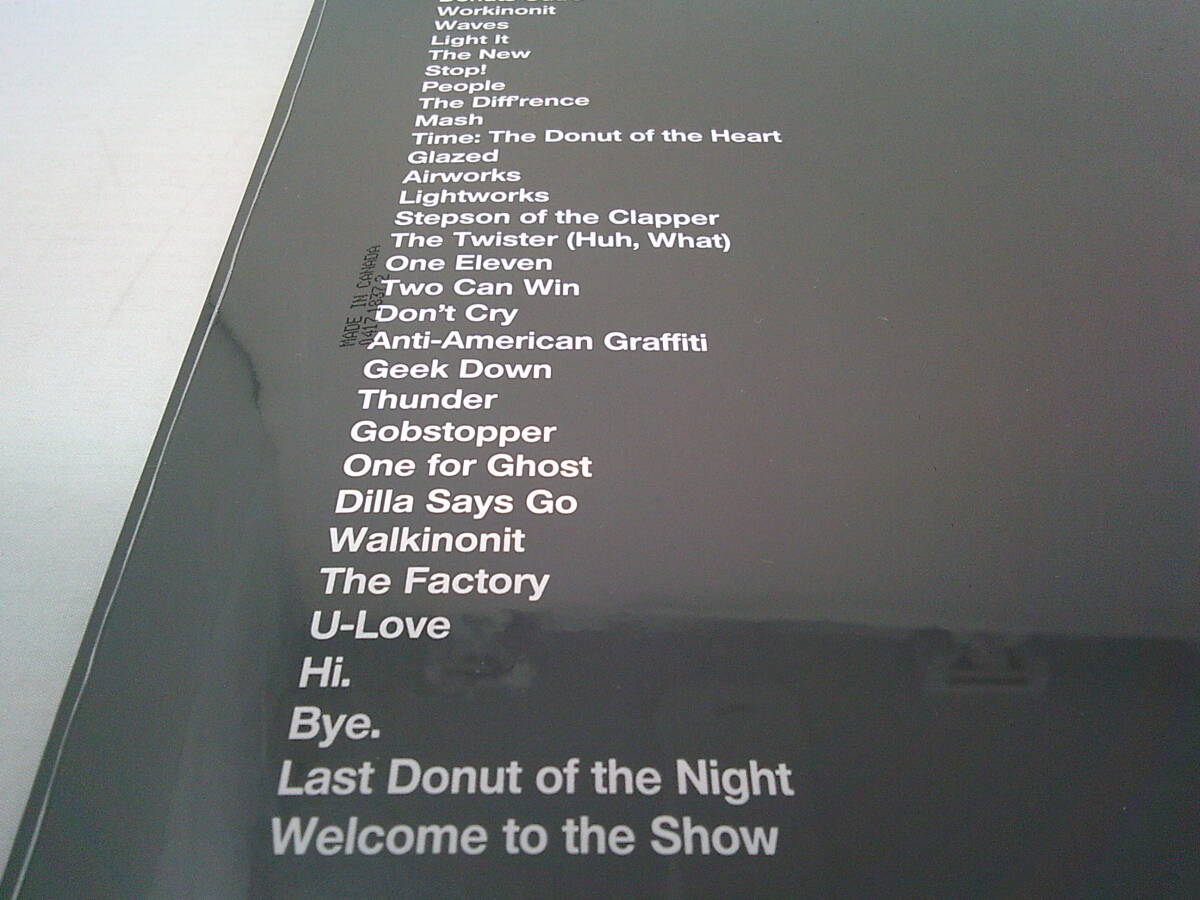 Workinonit
Waves
Light It
The New
Stop!
People
The Diff'rence
Mash
Time: The Donut of the Heart
Glazed
Airworks
Lightworks
Stepson of the Clapper
The Twister (Huh, What)
One Eleven
Two Can Win
Don't Cry
Anti-American Graffiti
Geek Down
Thunder
Gobstopper
One for Ghost
Dilla Says Go
Walkinonit
The Factory
U-Love
Hi.
Bye.
Last Donut of the Night
Welcome to the Show
MADE IN CANADA